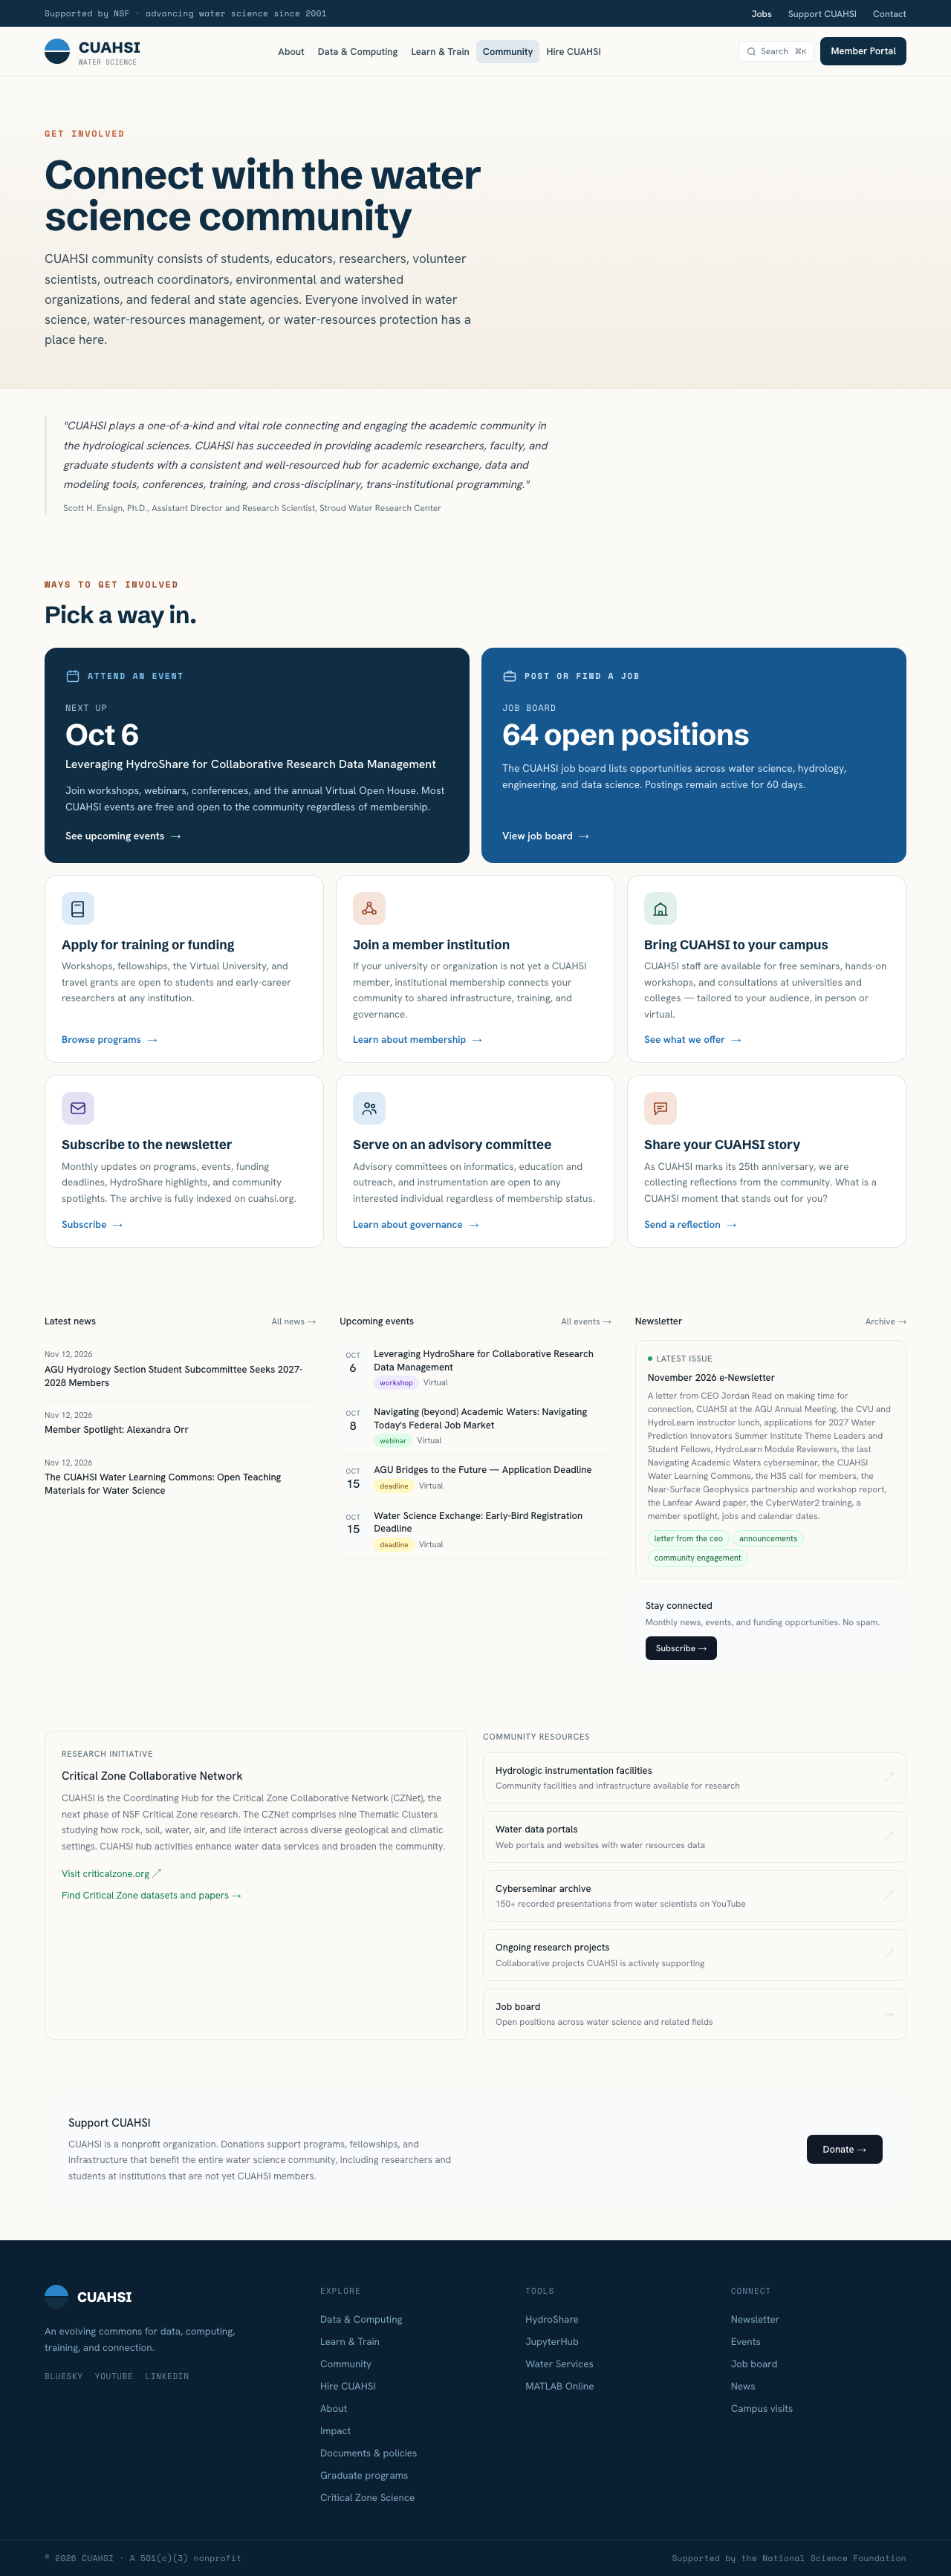 Supported by NSF · advancing water science since 2001
Jobs Support CUAHSI Contact
CUAHSI
WATER SCIENCE
About Data & Computing Learn & Train Community Hire CUAHSI
Search ⌘K
Member Portal
GET INVOLVED
Connect with the water
science community
CUAHSI community consists of students, educators, researchers, volunteer
scientists, outreach coordinators, environmental and watershed
organizations, and federal and state agencies. Everyone involved in water
science, water-resources management, or water-resources protection has a
place here.
"CUAHSI plays a one-of-a-kind and vital role connecting and engaging the academic community in
the hydrological sciences. CUAHSI has succeeded in providing academic researchers, faculty, and
graduate students with a consistent and well-resourced hub for academic exchange, data and
modeling tools, conferences, training, and cross-disciplinary, trans-institutional programming."
Scott H. Ensign, Ph.D., Assistant Director and Research Scientist, Stroud Water Research Center
WAYS TO GET INVOLVED
Pick a way in.
ATTEND AN EVENT
NEXT UP
Oct 6
Leveraging HydroShare for Collaborative Research Data Management
Join workshops, webinars, conferences, and the annual Virtual Open House. Most
CUAHSI events are free and open to the community regardless of membership.
See upcoming events →
POST OR FIND A JOB
JOB BOARD
64 open positions
The CUAHSI job board lists opportunities across water science, hydrology,
engineering, and data science. Postings remain active for 60 days.
View job board →
Apply for training or funding
Workshops, fellowships, the Virtual University, and
travel grants are open to students and early-career
researchers at any institution.
Browse programs →
Join a member institution
If your university or organization is not yet a CUAHSI
member, institutional membership connects your
community to shared infrastructure, training, and
governance.
Learn about membership →
Bring CUAHSI to your campus
CUAHSI staff are available for free seminars, hands-on
workshops, and consultations at universities and
colleges — tailored to your audience, in person or
virtual.
See what we offer →
Subscribe to the newsletter
Monthly updates on programs, events, funding
deadlines, HydroShare highlights, and community
spotlights. The archive is fully indexed on cuahsi.org.
Subscribe →
Serve on an advisory committee
Advisory committees on informatics, education and
outreach, and instrumentation are open to any
interested individual regardless of membership status.
Learn about governance →
Share your CUAHSI story
As CUAHSI marks its 25th anniversary, we are
collecting reflections from the community. What is a
CUAHSI moment that stands out for you?
Send a reflection →
Latest news All news →
Nov 12, 2026
AGU Hydrology Section Student Subcommittee Seeks 2027-
2028 Members
Nov 12, 2026
Member Spotlight: Alexandra Orr
Nov 12, 2026
The CUAHSI Water Learning Commons: Open Teaching
Materials for Water Science
Upcoming events All events →
OCT
6
Leveraging HydroShare for Collaborative Research
Data Management
workshop Virtual
OCT
8
Navigating (beyond) Academic Waters: Navigating
Today's Federal Job Market
webinar Virtual
OCT
15
AGU Bridges to the Future — Application Deadline
deadline Virtual
OCT
15
Water Science Exchange: Early-Bird Registration
Deadline
deadline Virtual
Newsletter Archive →
LATEST ISSUE
November 2026 e-Newsletter
A letter from CEO Jordan Read on making time for
connection, CUAHSI at the AGU Annual Meeting, the CVU and
HydroLearn instructor lunch, applications for 2027 Water
Prediction Innovators Summer Institute Theme Leaders and
Student Fellows, HydroLearn Module Reviewers, the last
Navigating Academic Waters cyberseminar, the CUAHSI
Water Learning Commons, the H3S call for members, the
Near-Surface Geophysics partnership and workshop report,
the Lanfear Award paper, the CyberWater2 training, a
member spotlight, jobs and calendar dates.
letter from the ceo announcements
community engagement
Stay connected
Monthly news, events, and funding opportunities. No spam.
Subscribe →
RESEARCH INITIATIVE
Critical Zone Collaborative Network
CUAHSI is the Coordinating Hub for the Critical Zone Collaborative Network (CZNet), the
next phase of NSF Critical Zone research. The CZNet comprises nine Thematic Clusters
studying how rock, soil, water, air, and life interact across diverse geological and climatic
settings. CUAHSI hub activities enhance water data services and broaden the community.
Visit criticalzone.org ↗
Find Critical Zone datasets and papers →
COMMUNITY RESOURCES
Hydrologic instrumentation facilities
Community facilities and infrastructure available for research
↗
Water data portals
Web portals and websites with water resources data
↗
Cyberseminar archive
150+ recorded presentations from water scientists on YouTube
↗
Ongoing research projects
Collaborative projects CUAHSI is actively supporting
↗
Job board
Open positions across water science and related fields
→
Support CUAHSI
CUAHSI is a nonprofit organization. Donations support programs, fellowships, and
infrastructure that benefit the entire water science community, including researchers and
students at institutions that are not yet CUAHSI members.
Donate →
CUAHSI
An evolving commons for data, computing,
training, and connection.
BLUESKY YOUTUBE LINKEDIN
EXPLORE
Data & Computing
Learn & Train
Community
Hire CUAHSI
About
Impact
Documents & policies
Graduate programs
Critical Zone Science
TOOLS
HydroShare
JupyterHub
Water Services
MATLAB Online
CONNECT
Newsletter
Events
Job board
News
Campus visits
© 2026 CUAHSI · A 501(c)(3) nonprofit
Supported by the National Science Foundation